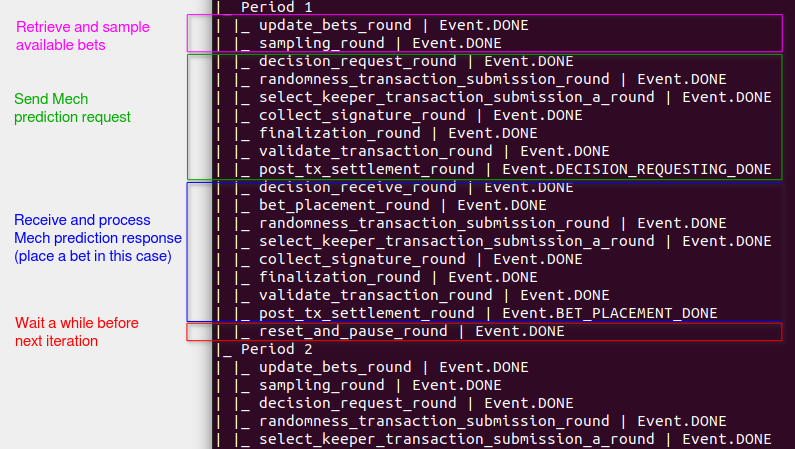 Retrieve and sample
available bets
Send Mech
prediction request
Receive and process
Mech prediction response
(place a bet in this case)
Wait a while before
next iteration
|_ Period 1
| |_ update_bets_round | Event.DONE
| |_ sampling_round | Event.DONE
| |_ decision_request_round | Event.DONE
| |_ randomness_transaction_submission_round | Event.DONE
| |_ select_keeper_transaction_submission_a_round | Event.DONE
| |_ collect_signature_round | Event.DONE
| |_ finalization_round | Event.DONE
| |_ validate_transaction_round | Event.DONE
| |_ post_tx_settlement_round | Event.DECISION_REQUESTING_DONE
| |_ decision_receive_round | Event.DONE
| |_ bet_placement_round | Event.DONE
| |_ randomness_transaction_submission_round | Event.DONE
| |_ select_keeper_transaction_submission_a_round | Event.DONE
| |_ collect_signature_round | Event.DONE
| |_ finalization_round | Event.DONE
| |_ validate_transaction_round | Event.DONE
| |_ post_tx_settlement_round | Event.BET_PLACEMENT_DONE
| |_ reset_and_pause_round | Event.DONE
|_ Period 2
| |_ update_bets_round | Event.DONE
| |_ sampling_round | Event.DONE
| |_ decision_request_round | Event.DONE
| |_ randomness_transaction_submission_round | Event.DONE
| |_ select_keeper_transaction_submission_a_round | Event.DONE